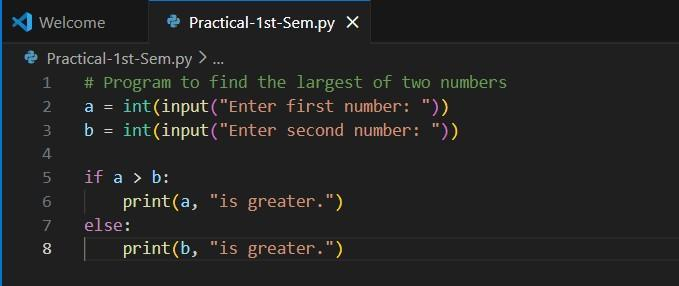 Welcome
Practical-1st-Sem.py
Practical-1st-Sem.py > ...
1 # Program to find the largest of two numbers
2 a = int(input("Enter first number: "))
3 b = int(input("Enter second number: "))
4
5 if a > b:
6     print(a, "is greater.")
7 else:
8     print(b, "is greater.")